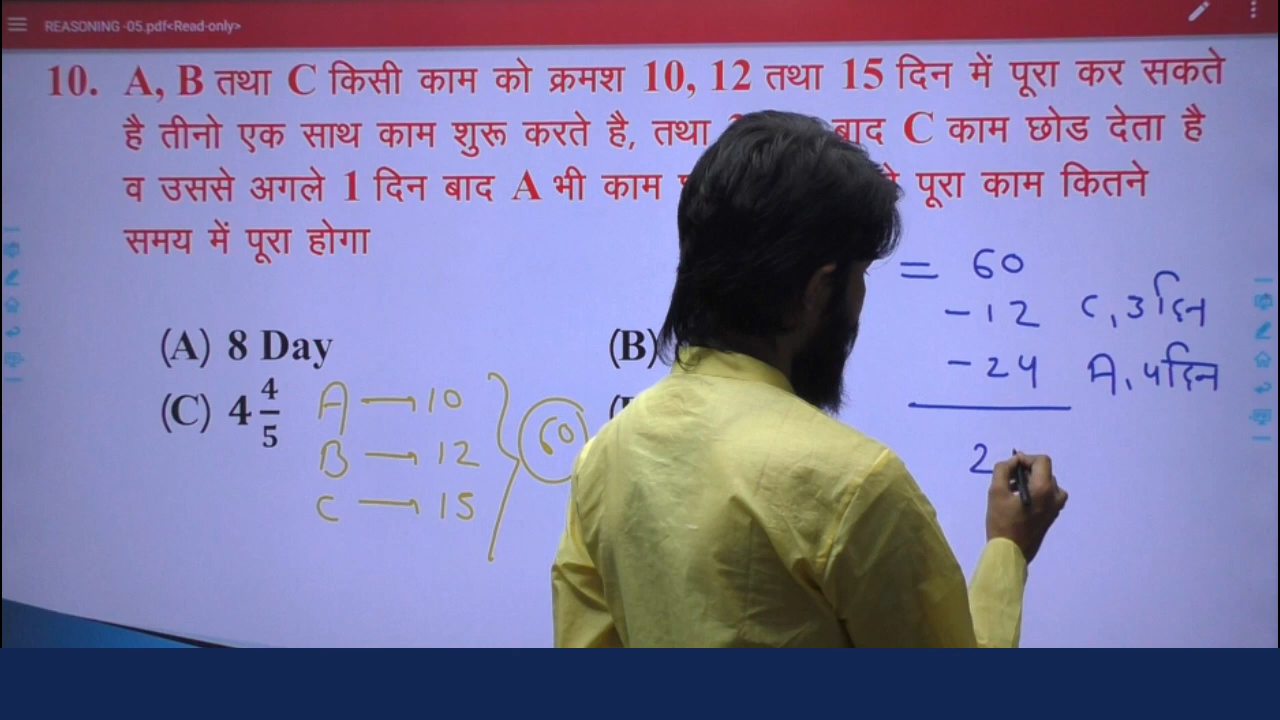 REASONING -05.pdf<Read-only>
10. A, B तथा C किसी काम को क्रमश 10, 12 तथा 15 दिन में पूरा कर सकते
है तीनो एक साथ काम शुरू करते है, तथा बाद C काम छोड देता है
व उससे अगले 1 दिन बाद A भी काम पूरा काम कितने
समय में पूरा होगा
(A) 8 Day (B)
(C) 4 4/5
A → 10
B → 12
C → 15
60
= 60
-12 C, 3 दिन
-24 A, 4 दिन
2